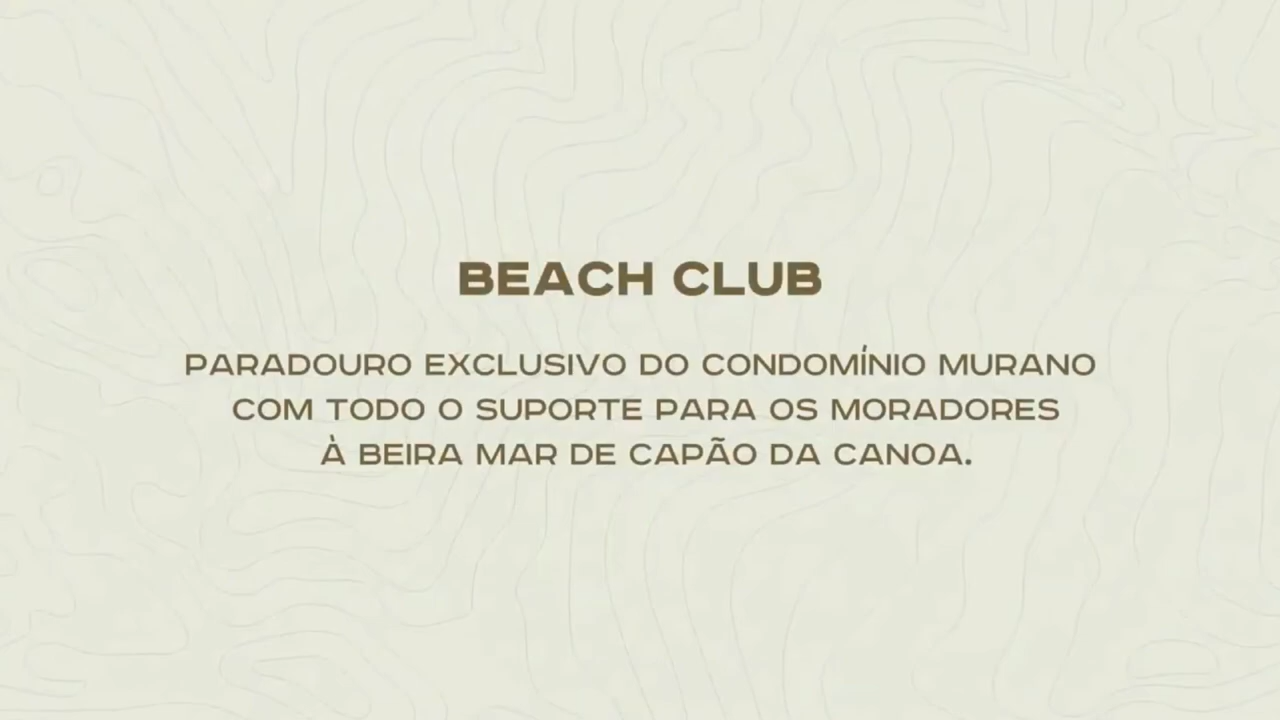 BEACH CLUB
PARADOURO EXCLUSIVO DO CONDOMÍNIO MURANO
COM TODO O SUPORTE PARA OS MORADORES
À BEIRA MAR DE CAPÃO DA CANOA.